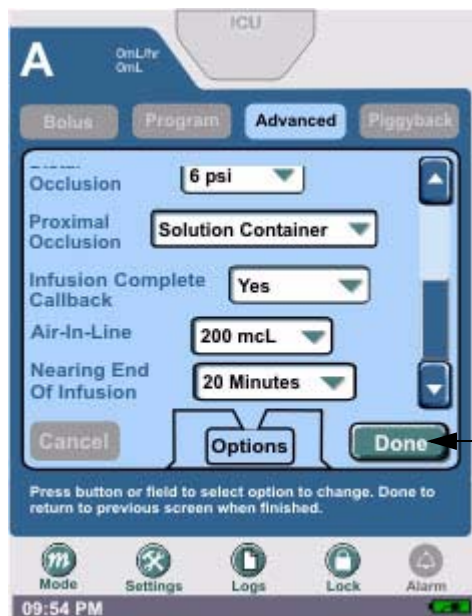 ICU
A
0mL/hr
0mL
Bolus Program Advanced Piggyback
Occlusion 6 psi
Proximal
Occlusion Solution Container
Infusion Complete
Callback Yes
Air-In-Line 200 mcL
Nearing End
Of Infusion 20 Minutes
Cancel Options Done
Press button or field to select option to change. Done to
return to previous screen when finished.
m
Mode Settings Logs Lock Alarm
09:54 PM